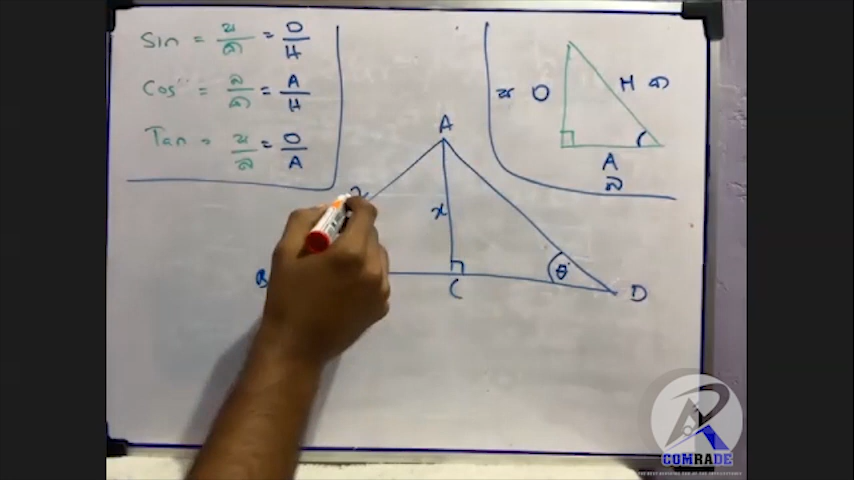 Sin = ස/ක = O/H
Cos = බ/ක = A/H
Tan = ස/බ = O/A
ස O
H ක
A
බ
A
x
θ
B
C
D
COMRADE